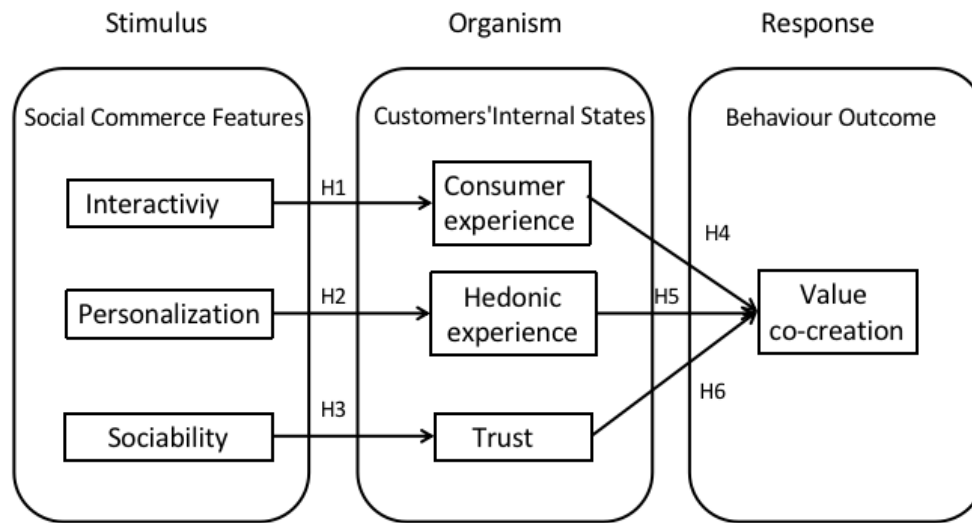 Stimulus
Organism
Response
Social Commerce Features
Customers'Internal States
Behaviour Outcome
Interactiviy
H1
Consumer
experience
H4
Personalization
H2
Hedonic
experience
H5
Value
co-creation
Sociability
H3
Trust
H6